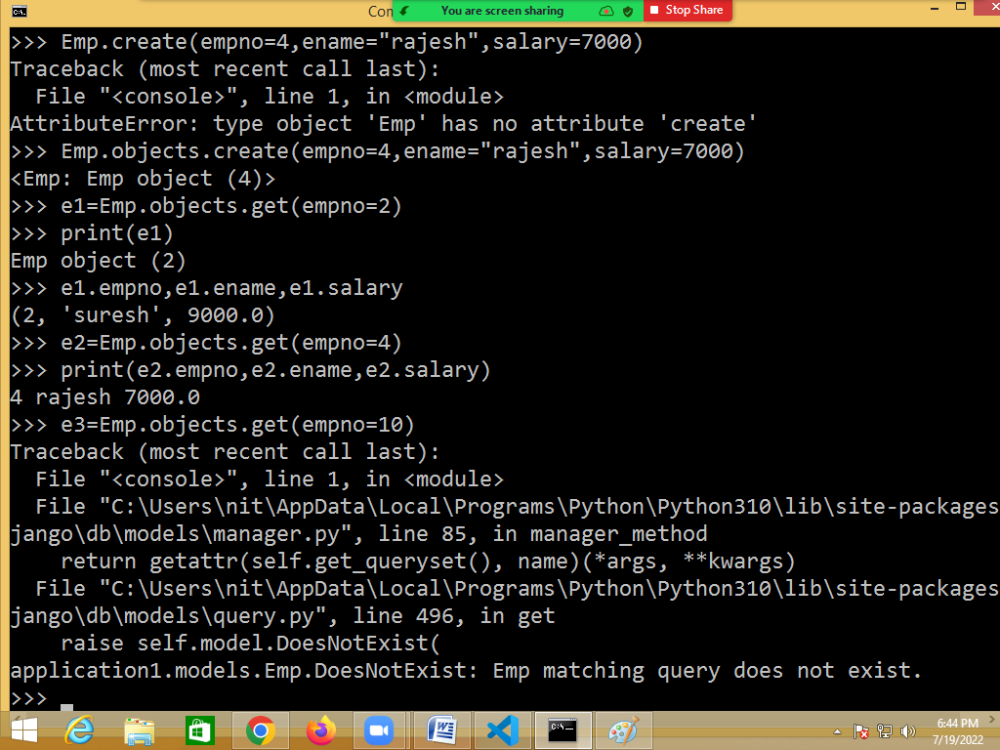 Con
You are screen sharing
Stop Share
>>> Emp.create(empno=4,ename="rajesh",salary=7000)
Traceback (most recent call last):
  File "<console>", line 1, in <module>
AttributeError: type object 'Emp' has no attribute 'create'
>>> Emp.objects.create(empno=4,ename="rajesh",salary=7000)
<Emp: Emp object (4)>
>>> e1=Emp.objects.get(empno=2)
>>> print(e1)
Emp object (2)
>>> e1.empno,e1.ename,e1.salary
(2, 'suresh', 9000.0)
>>> e2=Emp.objects.get(empno=4)
>>> print(e2.empno,e2.ename,e2.salary)
4 rajesh 7000.0
>>> e3=Emp.objects.get(empno=10)
Traceback (most recent call last):
  File "<console>", line 1, in <module>
  File "C:\Users\nit\AppData\Local\Programs\Python\Python310\lib\site-packages
jango\db\models\manager.py", line 85, in manager_method
    return getattr(self.get_queryset(), name)(*args, **kwargs)
  File "C:\Users\nit\AppData\Local\Programs\Python\Python310\lib\site-packages
jango\db\models\query.py", line 496, in get
    raise self.model.DoesNotExist(
application1.models.Emp.DoesNotExist: Emp matching query does not exist.
>>>
6:44 PM
7/19/2022